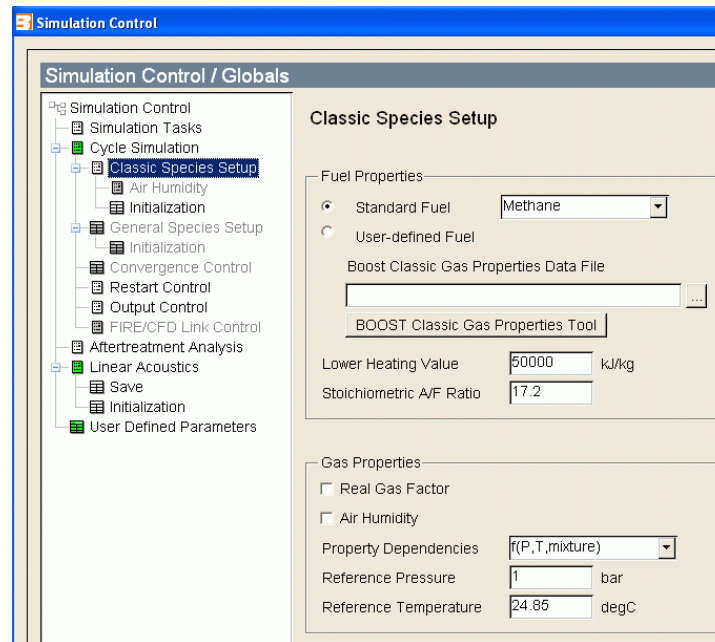 Simulation Control
Simulation Control / Globals
Simulation Control
Simulation Tasks
Cycle Simulation
Classic Species Setup
Air Humidity
Initialization
General Species Setup
Initialization
Convergence Control
Restart Control
Output Control
FIRE/CFD Link Control
Aftertreatment Analysis
Linear Acoustics
Save
Initialization
User Defined Parameters
Classic Species Setup
Fuel Properties
Standard Fuel Methane
User-defined Fuel
Boost Classic Gas Properties Data File
...
BOOST Classic Gas Properties Tool
Lower Heating Value 50000 kJ/kg
Stoichiometric A/F Ratio 17.2
Gas Properties
Real Gas Factor
Air Humidity
Property Dependencies f(P,T,mixture)
Reference Pressure 1 bar
Reference Temperature 24.85 degC